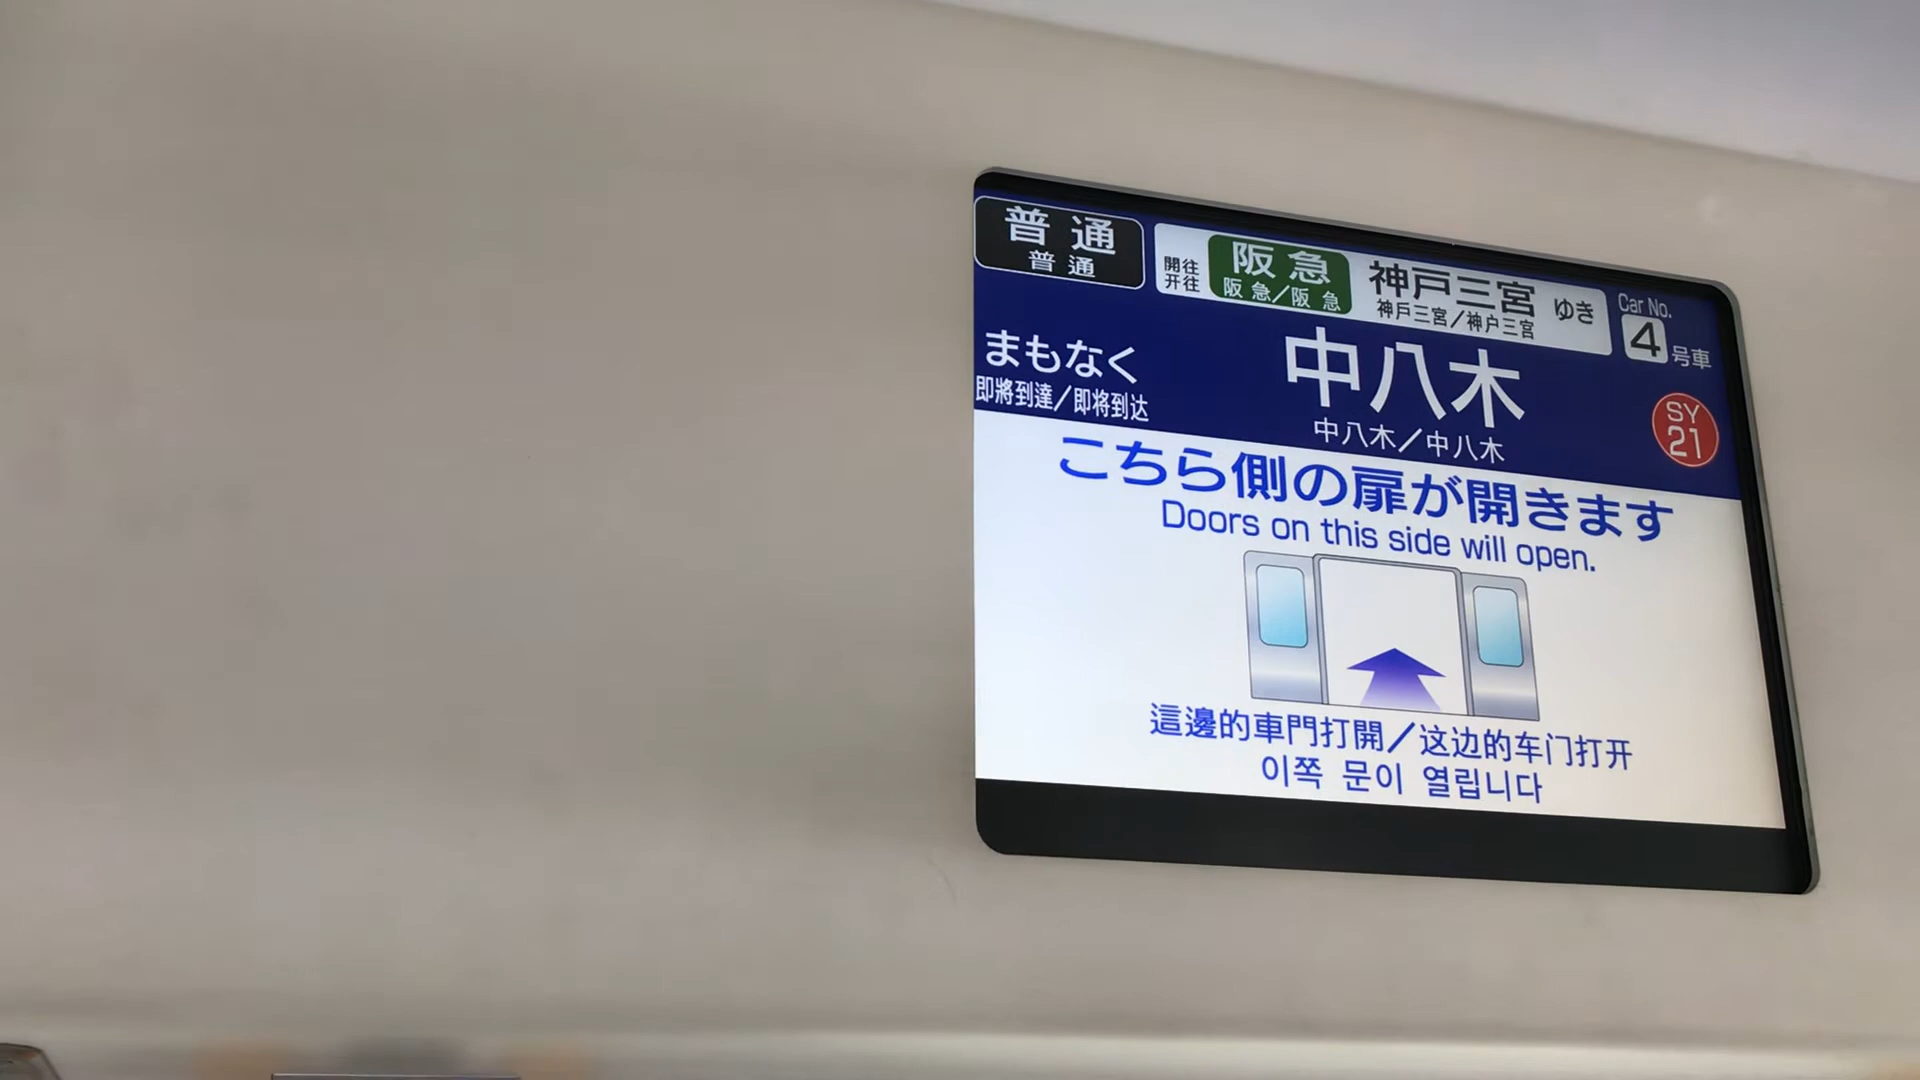 普通
普通
開往
开往
阪急
阪急／阪急
神戸三宮 ゆき
神戶三宮／神户三宫
Car No.
4号車
まもなく
即將到達／即将到达
中八木
中八木／中八木
SY
21
こちら側の扉が開きます
Doors on this side will open.
這邊的車門打開／这边的车门打开
이쪽 문이 열립니다